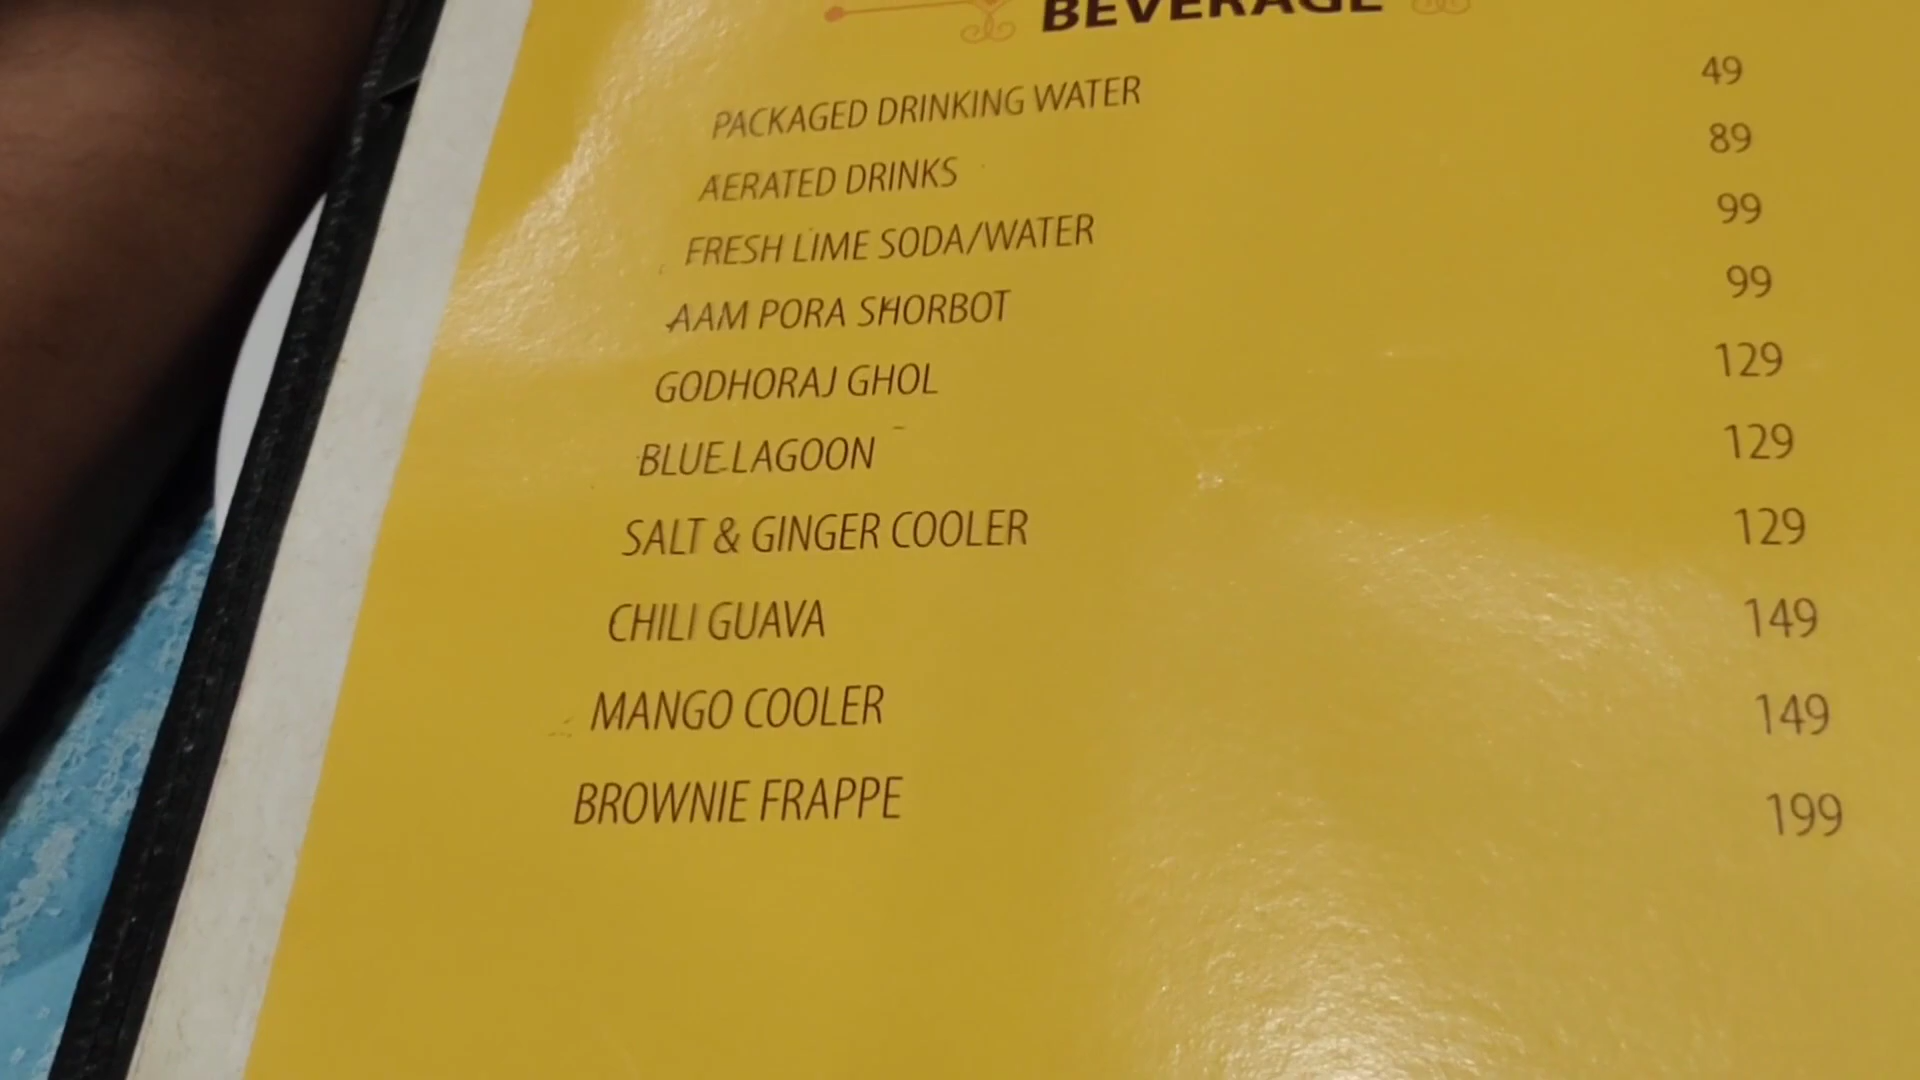 BEVERAGE
PACKAGED DRINKING WATER 49
AERATED DRINKS 89
FRESH LIME SODA/WATER 99
AAM PORA SHORBOT 99
GODHORAJ GHOL 129
BLUE LAGOON 129
SALT & GINGER COOLER 129
CHILI GUAVA 149
MANGO COOLER 149
BROWNIE FRAPPE 199